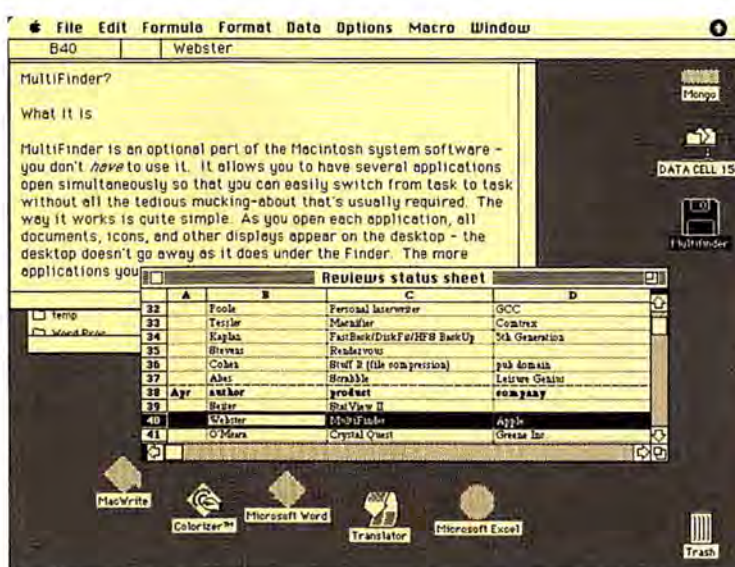 File Edit Formula Format Data Options Macro Window
B40 Webster
MultiFinder?
What it is
MultiFinder is an optional part of the Macintosh system software -
you don't have to use it. It allows you to have several applications
open simultaneously so that you can easily switch from task to task
without all the tedious mucking-about that's usually required. The
way it works is quite simple. As you open each application, all
documents, icons, and other displays appear on the desktop - the
desktop doesn't go away as it does under the Finder. The more
applications you
Mongo
DATA CELL 15
Multifinder
Reviews status sheet
A B C D
32 Poole Personal laserwriter GCC
33 Tessler Macnifier Comtrex
34 Kaplan FastBack/DiskFit/HFS BackUp 5th Generation
35 Stevens Rendezvous
36 Cohen Stuff It (file compression) pub domain
37 Abes Scrabble Leisure Genius
38 Apr author product company
39 StatView II
40 Webster MultiFinder Apple
41 O'Meara Crystal Quest Greene Inc.
temp
Word Proc
MacWrite
Colorizer™
Microsoft Word
Translator
Microsoft Excel
Trash